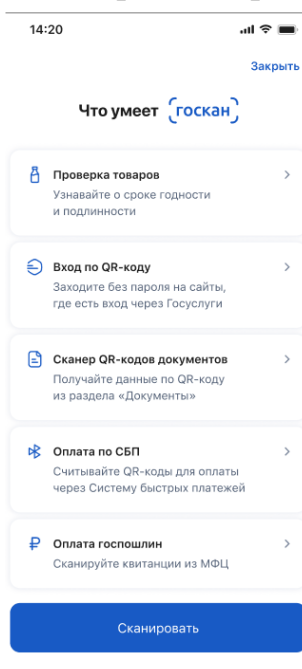 14:20
Закрыть
Что умеет госкан
Проверка товаров
Узнавайте о сроке годности
и подлинности
Вход по QR-коду
Заходите без пароля на сайты,
где есть вход через Госуслуги
Сканер QR-кодов документов
Получайте данные по QR-коду
из раздела «Документы»
Оплата по СБП
Считывайте QR-коды для оплаты
через Систему быстрых платежей
Оплата госпошлин
Сканируйте квитанции из МФЦ
Сканировать